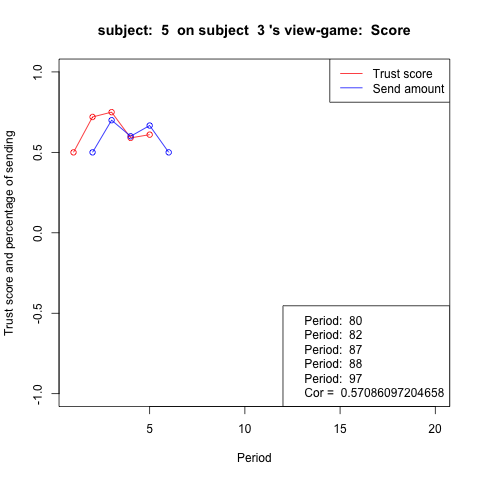 subject:  5  on subject  3 's view-game:  Score
Trust score
Send amount
Trust score and percentage of sending
1.0
0.5
0.0
-0.5
-1.0
Period:  80
Period:  82
Period:  87
Period:  88
Period:  97
Cor =  0.57086097204658
5
10
15
20
Period